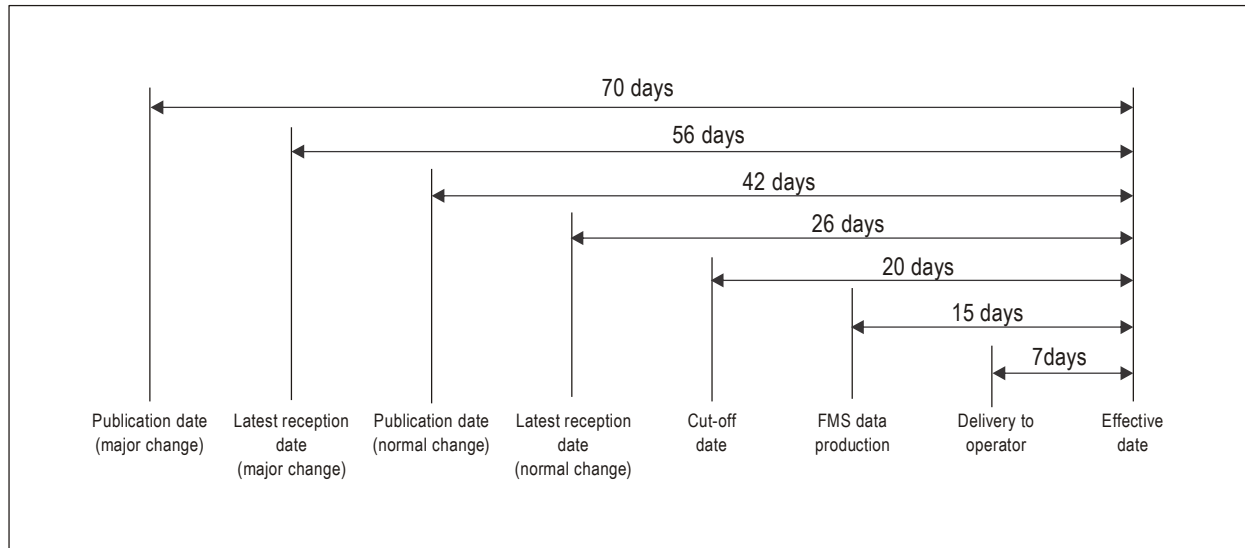 70 days
56 days
42 days
26 days
20 days
15 days
7days
Publication date
(major change)
Latest reception
date
(major change)
Publication date
(normal change)
Latest reception
date
(normal change)
Cut-off
date
FMS data
production
Delivery to
operator
Effective
date